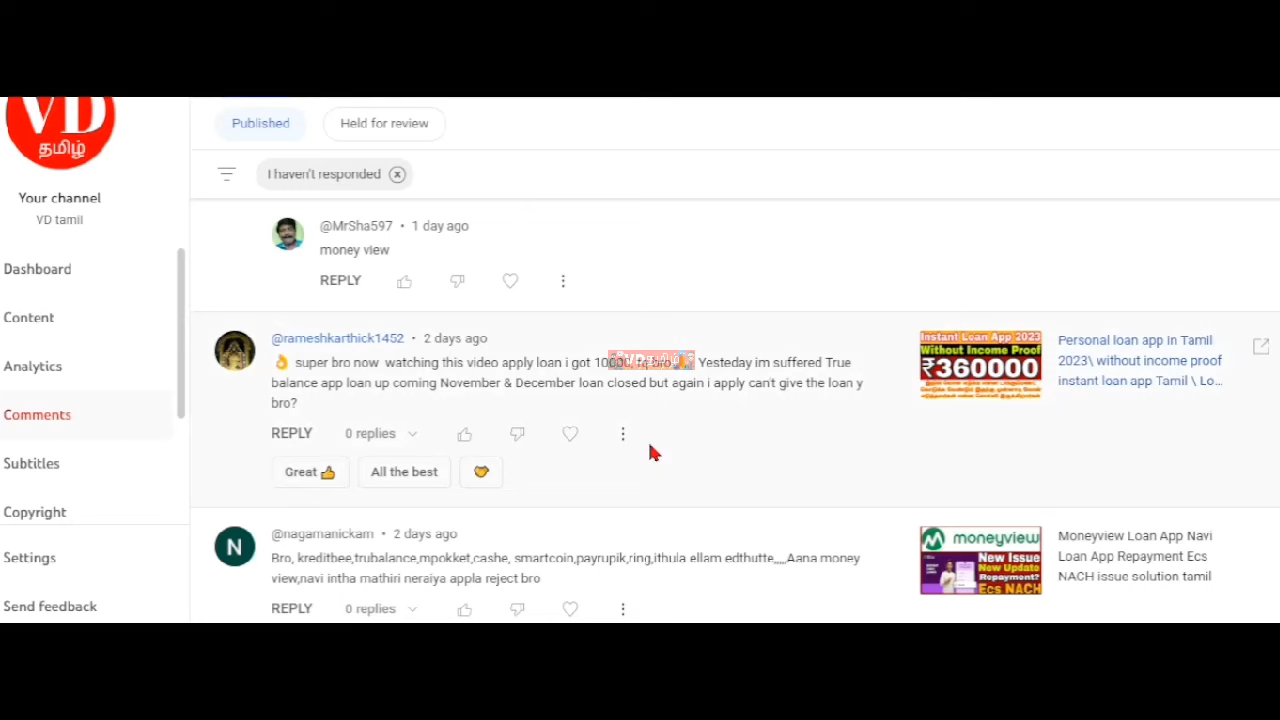 VD
தமிழ்
Your channel
VD tamil
Dashboard
Content
Analytics
Comments
Subtitles
Copyright
Settings
Send feedback
Published
Held for review
I haven't responded
@MrSha597 • 1 day ago
money view
REPLY
@rameshkarthick1452 • 2 days ago
super bro now watching this video apply loan i got 10000 bro Yesteday im suffered True
balance app loan up coming November & December loan closed but again i apply can't give the loan y
bro?
REPLY 0 replies
Great All the best
Instant Loan App 2023
Without Income Proof
₹360000
Personal loan app in Tamil
2023\ without income proof
instant loan app Tamil \ Lo...
@nagamanickam • 2 days ago
Bro, kreditbee,trubalance,mpokket,cashe, smartcoin,payrupik,ring,ithula ellam edthutte,,,,,Aana money
view,navi intha mathiri neraiya appla reject bro
REPLY 0 replies
N
moneyview
New Issue
New Update
Repayment?
Ecs NACH
Moneyview Loan App Navi
Loan App Repayment Ecs
NACH issue solution tamil